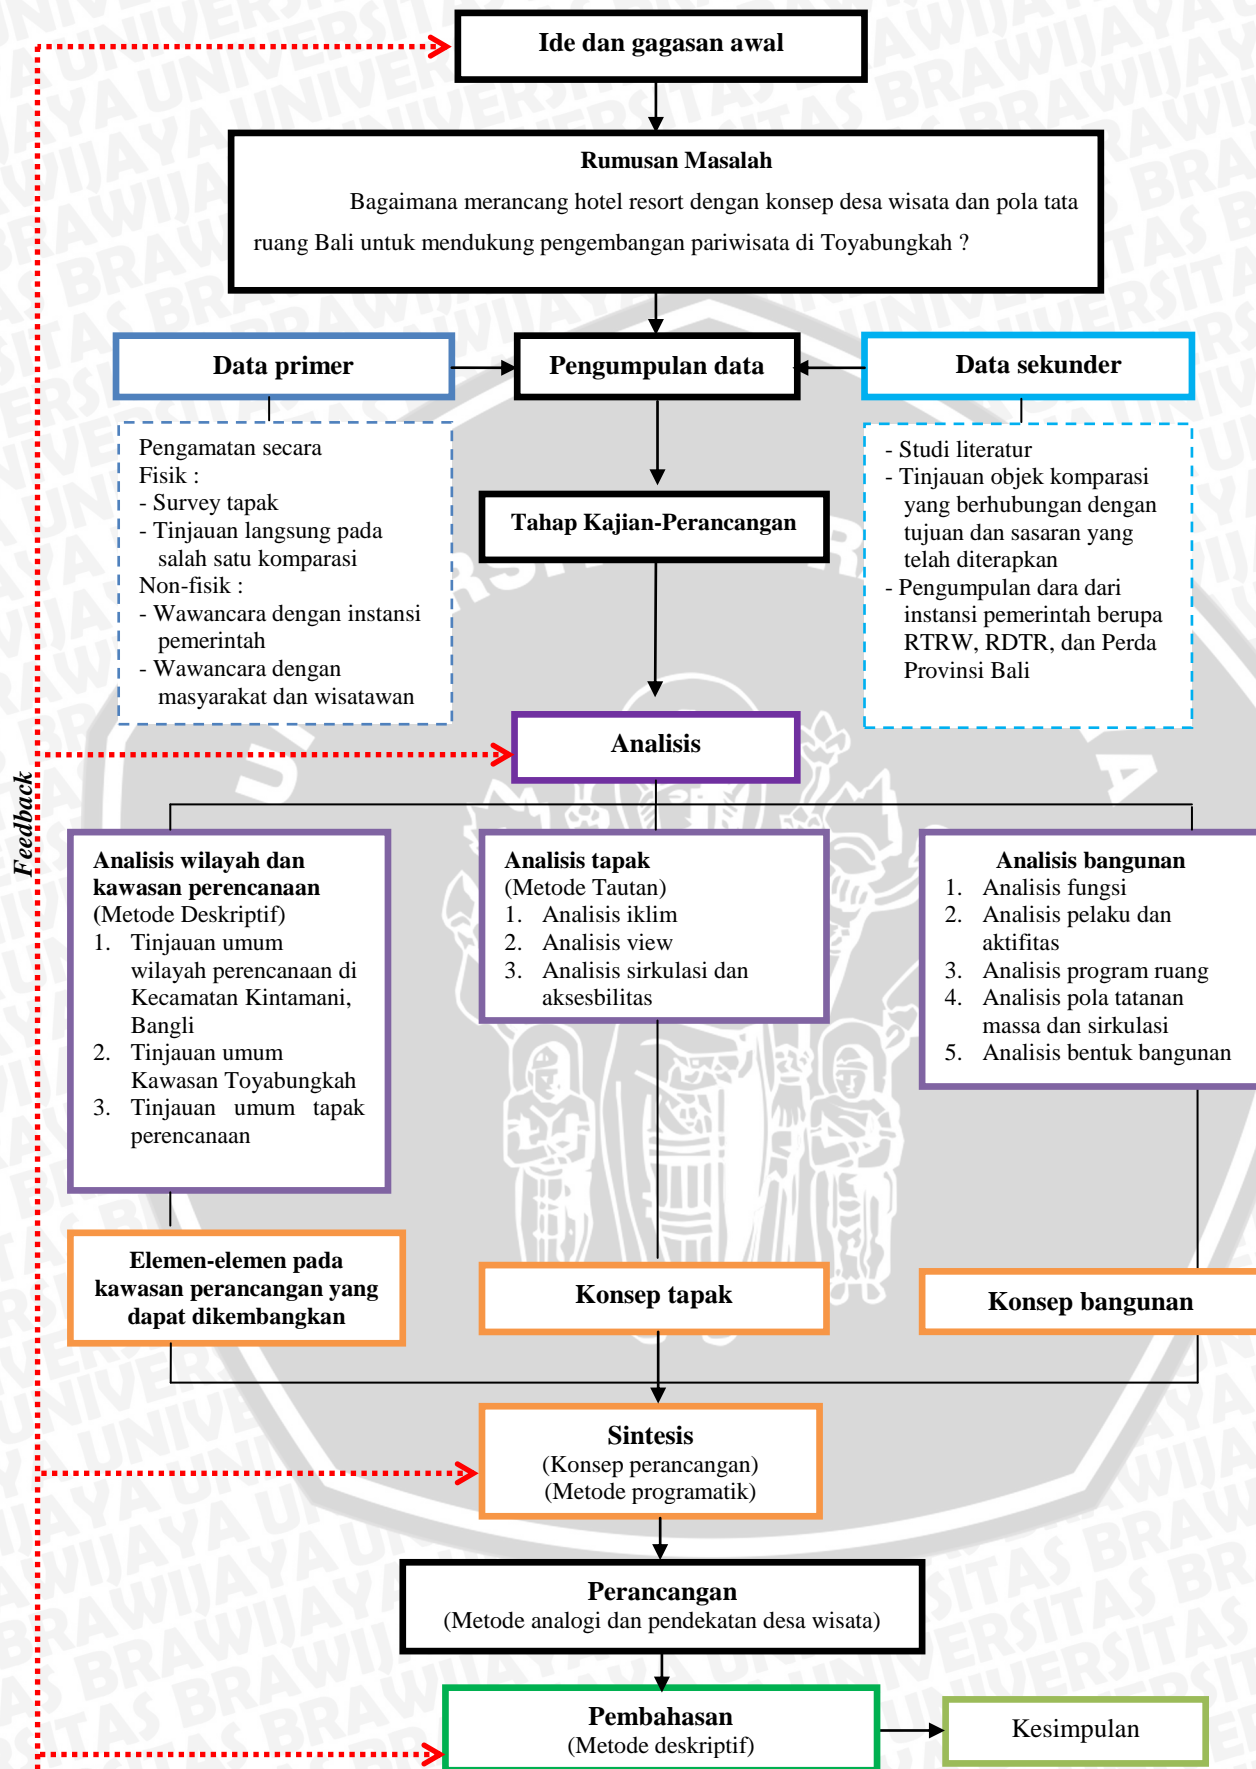 Ide dan gagasan awal
Rumusan Masalah
Bagaimana merancang hotel resort dengan konsep desa wisata dan pola tata
ruang Bali untuk mendukung pengembangan pariwisata di Toyabungkah ?
Data primer
Pengumpulan data
Data sekunder
Pengamatan secara
Fisik :
- Survey tapak
- Tinjauan langsung pada
salah satu komparasi
Non-fisik :
- Wawancara dengan instansi
pemerintah
- Wawancara dengan
masyarakat dan wisatawan
- Studi literatur
- Tinjauan objek komparasi
yang berhubungan dengan
tujuan dan sasaran yang
telah diterapkan
- Pengumpulan dara dari
instansi pemerintah berupa
RTRW, RDTR, dan Perda
Provinsi Bali
Tahap Kajian-Perancangan
Analisis
Feedback
Analisis wilayah dan
kawasan perencanaan
(Metode Deskriptif)
1. Tinjauan umum
wilayah perencanaan di
Kecamatan Kintamani,
Bangli
2. Tinjauan umum
Kawasan Toyabungkah
3. Tinjauan umum tapak
perencanaan
Analisis tapak
(Metode Tautan)
1. Analisis iklim
2. Analisis view
3. Analisis sirkulasi dan
aksesbilitas
Analisis bangunan
1. Analisis fungsi
2. Analisis pelaku dan
aktifitas
3. Analisis program ruang
4. Analisis pola tatanan
massa dan sirkulasi
5. Analisis bentuk bangunan
Elemen-elemen pada
kawasan perancangan yang
dapat dikembangkan
Konsep tapak
Konsep bangunan
Sintesis
(Konsep perancangan)
(Metode programatik)
Perancangan
(Metode analogi dan pendekatan desa wisata)
Pembahasan
(Metode deskriptif)
Kesimpulan